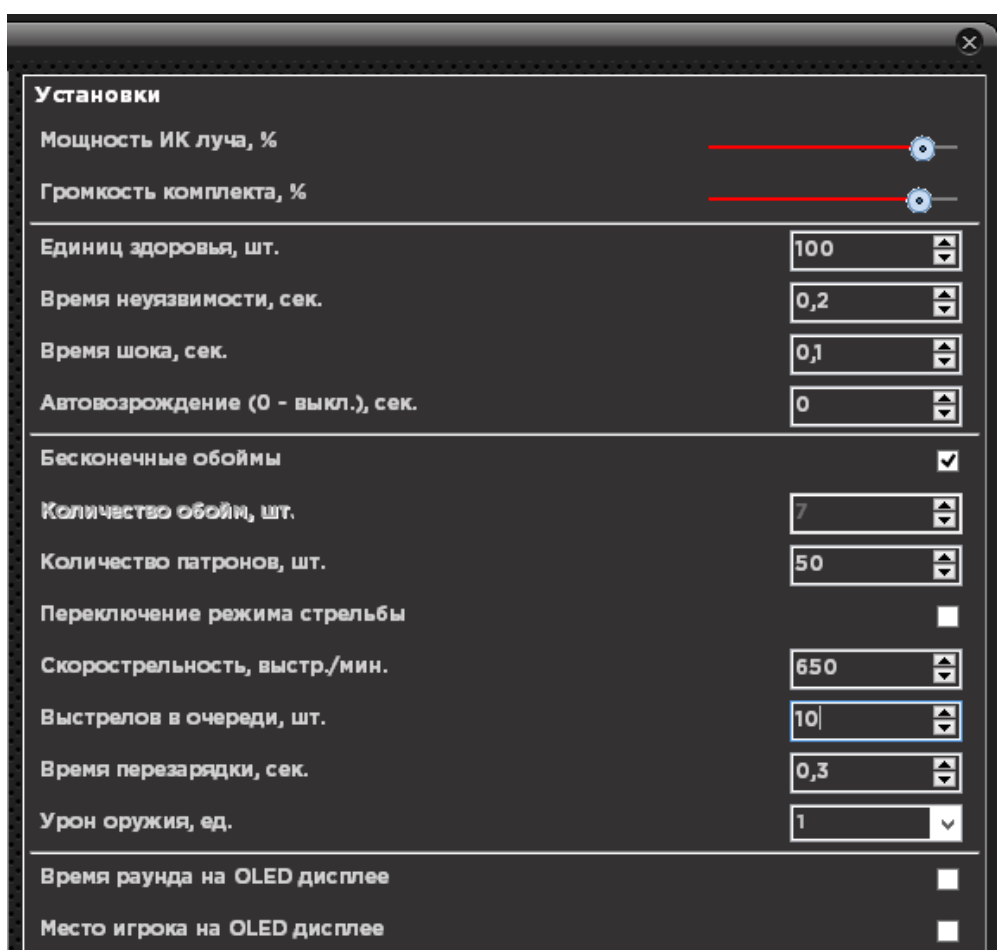 Установки
Мощность ИК луча, %
Громкость комплекта, %
Единиц здоровья, шт. 100
Время неуязвимости, сек. 0,2
Время шока, сек. 0,1
Автовозрождение (0 - выкл.), сек. 0
Бесконечные обоймы
Количество обойм, шт. 7
Количество патронов, шт. 50
Переключение режима стрельбы
Скорострельность, выстр./мин. 650
Выстрелов в очереди, шт. 10
Время перезарядки, сек. 0,3
Урон оружия, ед. 1
Время раунда на OLED дисплее
Место игрока на OLED дисплее